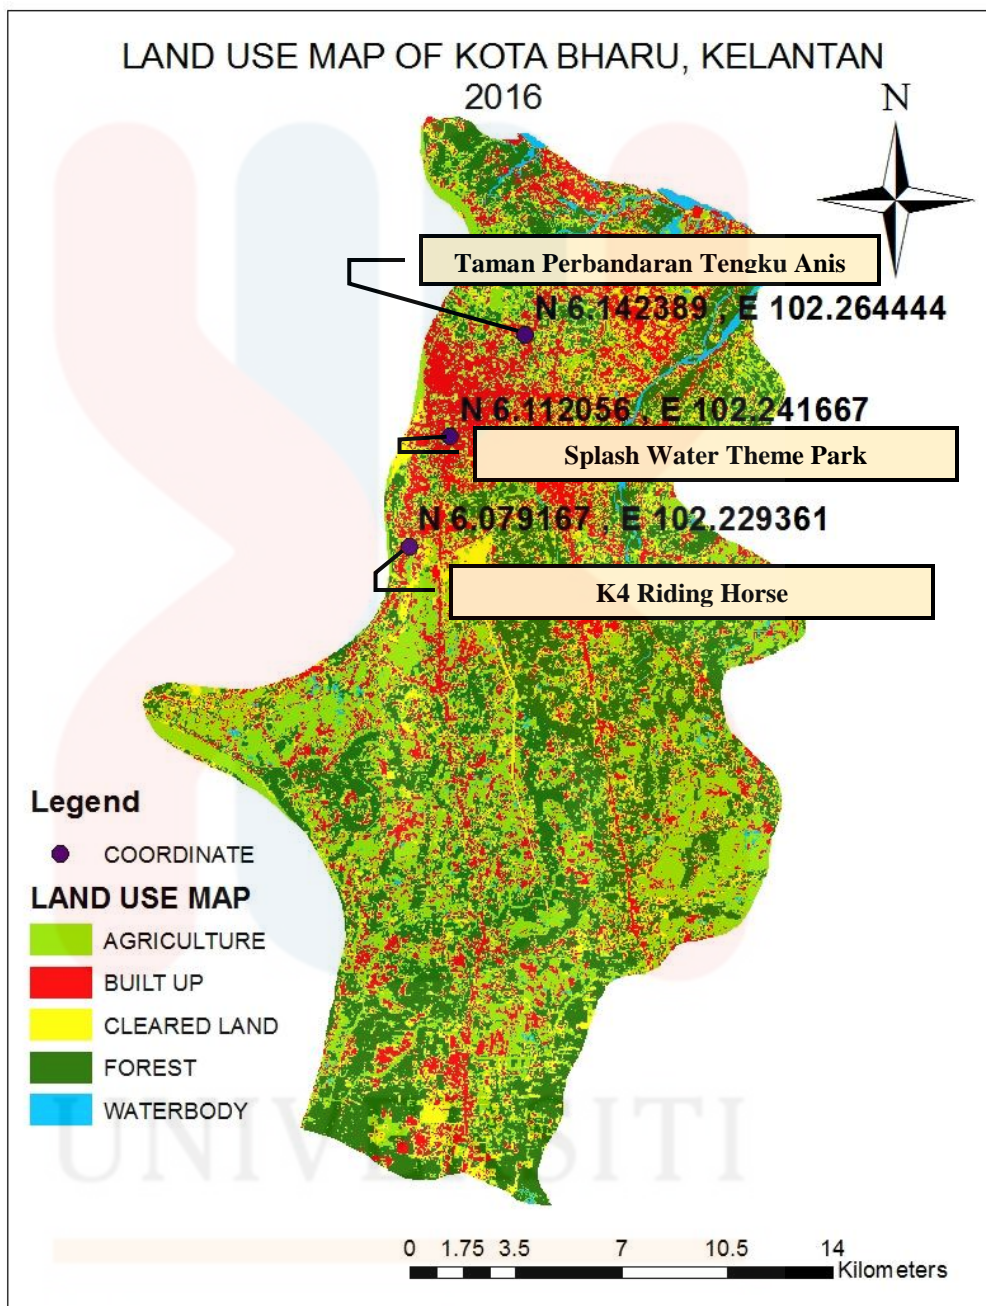 LAND USE MAP OF KOTA BHARU, KELANTAN
2016
N
Taman Perbandaran Tengku Anis
N 6.142389 , E 102.264444
N 6.112056 , E 102.241667
Splash Water Theme Park
N 6.079167 , E 102.229361
K4 Riding Horse
Legend
COORDINATE
LAND USE MAP
AGRICULTURE
BUILT UP
CLEARED LAND
FOREST
WATERBODY
UNIVERSITI
0 1.75 3.5 7 10.5 14
Kilometers